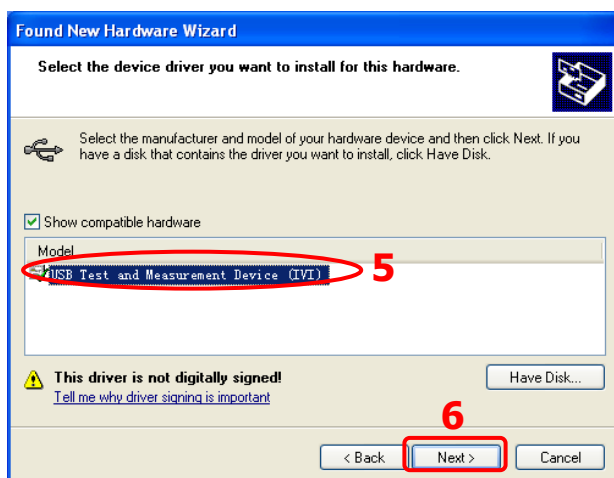 Found New Hardware Wizard
Select the device driver you want to install for this hardware.
Select the manufacturer and model of your hardware device and then click Next. If you
have a disk that contains the driver you want to install, click Have Disk.
Show compatible hardware
Model
USB Test and Measurement Device (IVI)
5
This driver is not digitally signed!
Tell me why driver signing is important
Have Disk...
6
< Back
Next >
Cancel